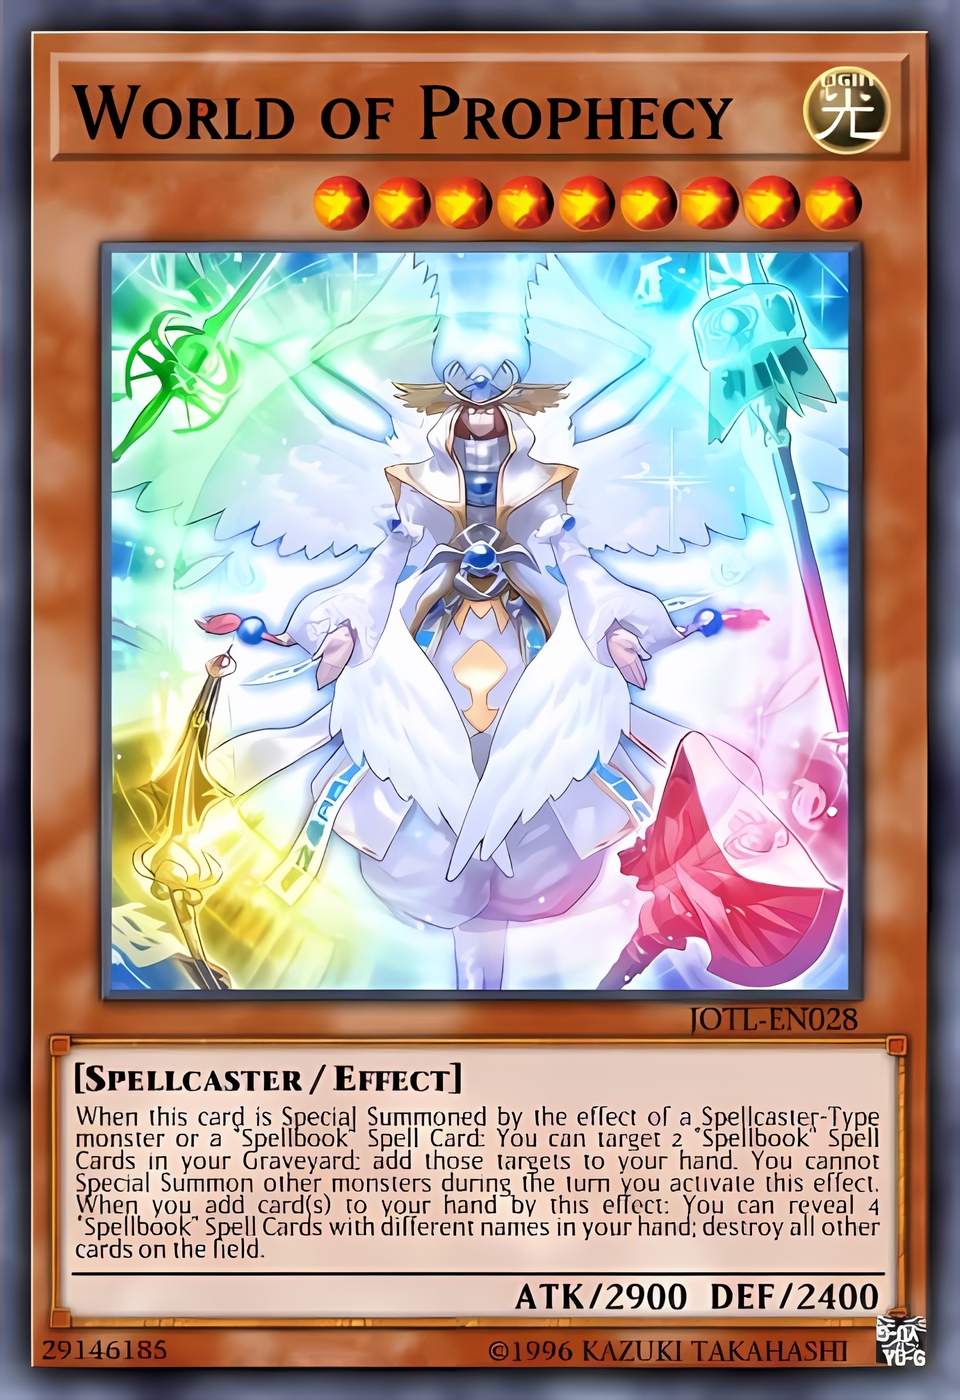 World of Prophecy
光
JOTL-EN028
[Spellcaster / Effect]
When this card is Special Summoned by the effect of a Spellcaster-Type
monster or a "Spellbook" Spell Card: You can target 2 "Spellbook" Spell
Cards in your Graveyard; add those targets to your hand. You cannot
Special Summon other monsters during the turn you activate this effect.
When you add card(s) to your hand by this effect: You can reveal 4
"Spellbook" Spell Cards with different names in your hand; destroy all other
cards on the field.
ATK/2900 DEF/2400
29146185
©1996 KAZUKI TAKAHASHI